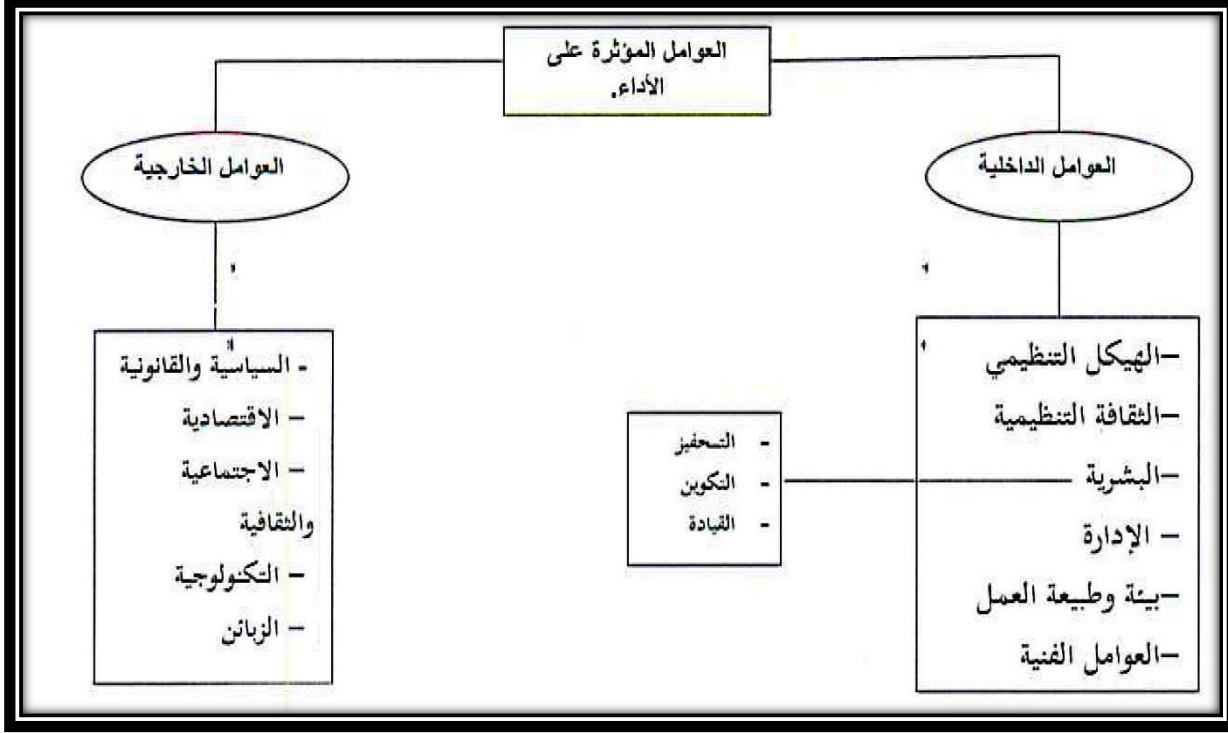 العوامل المؤثرة على
الأداء.
العوامل الداخلية
العوامل الخارجية
–الهيكل التنظيمي
–الثقافة التنظيمية
–البشرية
– الإدارة
–بيئة وطبيعة العمل
–العوامل الفنية
- التحفيز
- التكوين
- القيادة
- السياسية والقانونية
– الاقتصادية
– الاجتماعية
والثقافية
– التكنولوجية
– الزبائن